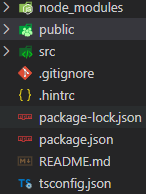 node_modules
public
src
.gitignore
.hintrc
package-lock.json
package.json
README.md
tsconfig.json